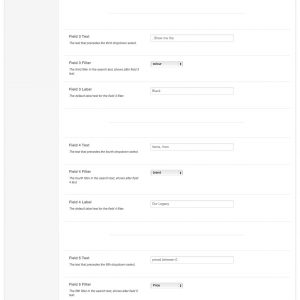 Field 3 Text
The text that precedes the third dropdown select.
Show me the
Field 3 Filter
The third filter in the search text, shown after field 3
text.
colour
Field 3 Label
The default label text for the field 3 filter.
Black
Field 4 Text
The text that precedes the fourth dropdown select.
items, from
Field 4 Filter
The fourth filter in the search text, shown after field
4 text.
brand
Field 4 Label
The default label text for the field 4 filter.
Our Legacy
Field 5 Text
The text that precedes the fifth dropdown select.
priced between £
Field 5 Filter
The fifth filter in the search text, shown after field 5
text.
Price